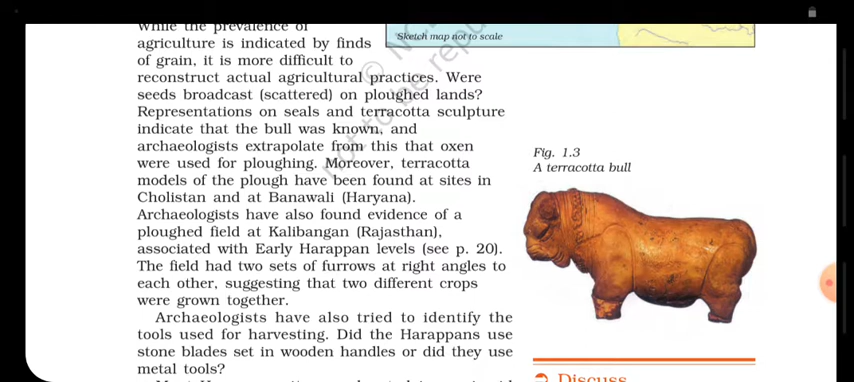 While the prevalence of
agriculture is indicated by finds
of grain, it is more difficult to
reconstruct actual agricultural practices. Were
seeds broadcast (scattered) on ploughed lands?
Representations on seals and terracotta sculpture
indicate that the bull was known, and
archaeologists extrapolate from this that oxen
were used for ploughing. Moreover, terracotta
models of the plough have been found at sites in
Cholistan and at Banawali (Haryana).
Archaeologists have also found evidence of a
ploughed field at Kalibangan (Rajasthan),
associated with Early Harappan levels (see p. 20).
The field had two sets of furrows at right angles to
each other, suggesting that two different crops
were grown together.
Archaeologists have also tried to identify the
tools used for harvesting. Did the Harappans use
stone blades set in wooden handles or did they use
metal tools?
Sketch map not to scale
Fig. 1.3
A terracotta bull
Discuss
© N
not to be repu